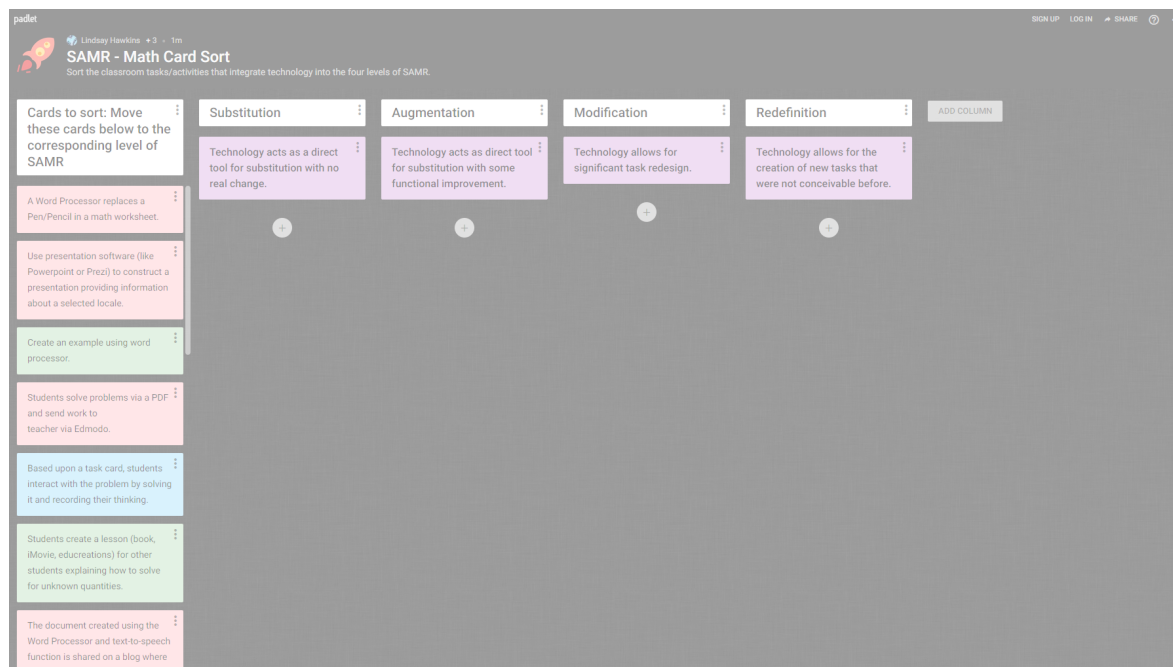 padlet
SIGN UP LOG IN SHARE
Lindsay Hawkins +3 · 1m
SAMR - Math Card Sort
Sort the classroom tasks/activities that integrate technology into the four levels of SAMR.
Cards to sort: Move
these cards below to the
corresponding level of
SAMR
A Word Processor replaces a
Pen/Pencil in a math worksheet.
Use presentation software (like
Powerpoint or Prezi) to construct a
presentation providing information
about a selected locale.
Create an example using word
processor.
Students solve problems via a PDF
and send work to
teacher via Edmodo.
Based upon a task card, students
interact with the problem by solving
it and recording their thinking.
Students create a lesson (book,
iMovie, educreations) for other
students explaining how to solve
for unknown quantities.
The document created using the
Word Processor and text-to-speech
function is shared on a blog where
Substitution
Technology acts as a direct
tool for substitution with no
real change.
Augmentation
Technology acts as direct tool
for substitution with some
functional improvement.
Modification
Technology allows for
significant task redesign.
Redefinition
Technology allows for the
creation of new tasks that
were not conceivable before.
ADD COLUMN